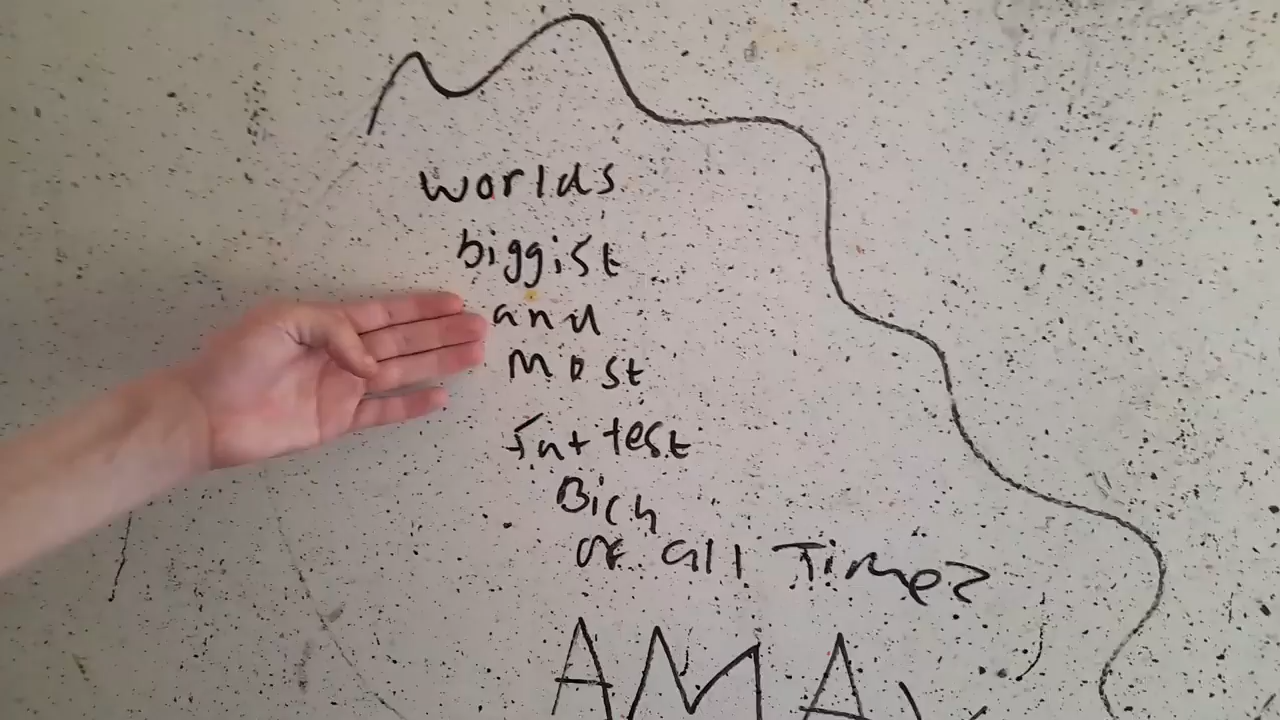 worlds
biggist
and
Most
fattest
Bich
of all Time?
AMA